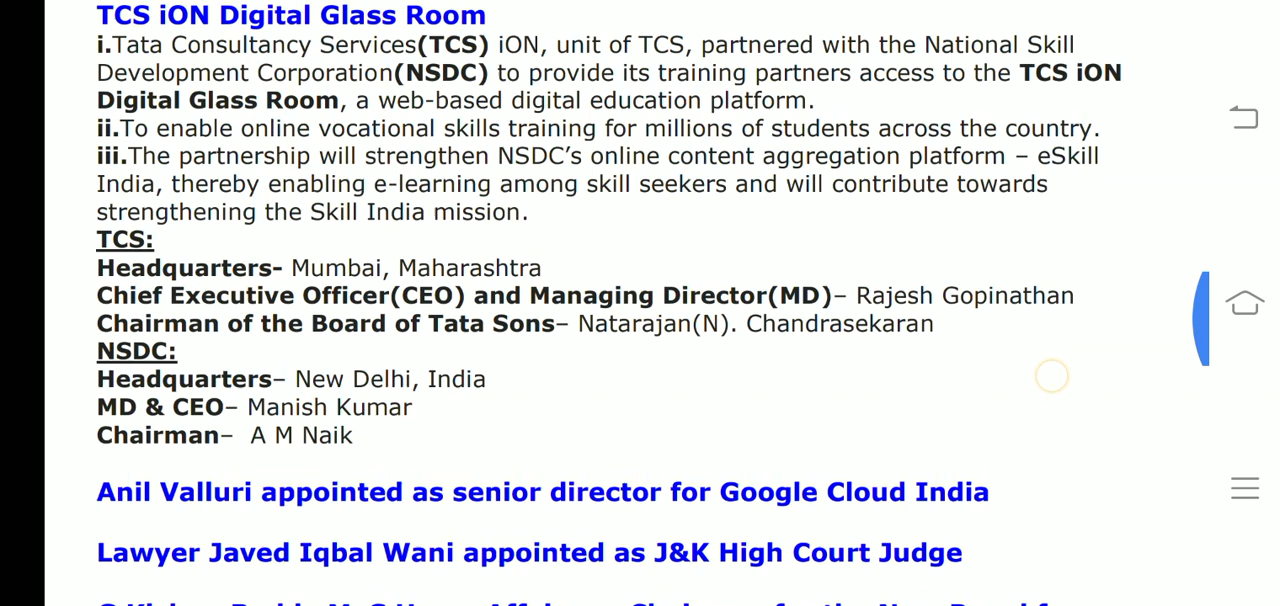 TCS iON Digital Glass Room
i.Tata Consultancy Services(TCS) iON, unit of TCS, partnered with the National Skill
Development Corporation(NSDC) to provide its training partners access to the TCS iON
Digital Glass Room, a web-based digital education platform.
ii.To enable online vocational skills training for millions of students across the country.
iii.The partnership will strengthen NSDC’s online content aggregation platform – eSkill
India, thereby enabling e-learning among skill seekers and will contribute towards
strengthening the Skill India mission.
TCS:
Headquarters- Mumbai, Maharashtra
Chief Executive Officer(CEO) and Managing Director(MD)– Rajesh Gopinathan
Chairman of the Board of Tata Sons– Natarajan(N). Chandrasekaran
NSDC:
Headquarters– New Delhi, India
MD & CEO– Manish Kumar
Chairman–  A M Naik
Anil Valluri appointed as senior director for Google Cloud India
Lawyer Javed Iqbal Wani appointed as J&K High Court Judge